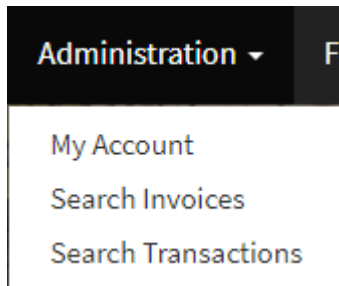 Administration F
My Account
Search Invoices
Search Transactions